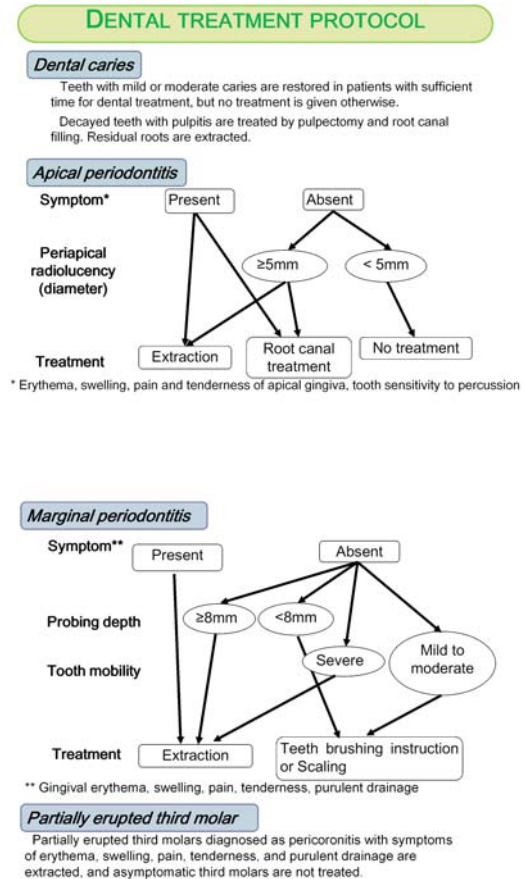 DENTAL TREATMENT PROTOCOL
Dental caries
Teeth with mild or moderate caries are restored in patients with sufficient
time for dental treatment, but no treatment is given otherwise.
Decayed teeth with pulpitis are treated by pulpectomy and root canal
filling. Residual roots are extracted.
Apical periodontitis
Symptom* Present Absent
Periapical
radiolucency
(diameter)
≥5mm < 5mm
Treatment Extraction
Root canal
treatment
No treatment
* Erythema, swelling, pain and tenderness of apical gingiva, tooth sensitivity to percussion
Marginal periodontitis
Symptom** Present Absent
Probing depth ≥8mm <8mm
Tooth mobility Severe
Mild to
moderate
Treatment Extraction
Teeth brushing instruction
or Scaling
** Gingival erythema, swelling, pain, tenderness, purulent drainage
Partially erupted third molar
Partially erupted third molars diagnosed as pericoronitis with symptoms
of erythema, swelling, pain, tenderness, and purulent drainage are
extracted, and asymptomatic third molars are not treated.